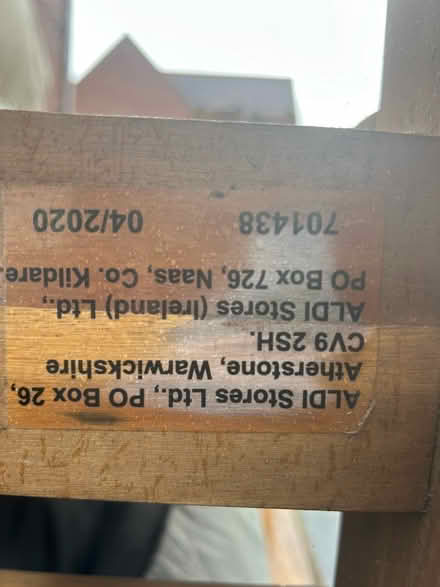 ALDI Stores Ltd., PO Box 26,
Atherstone, Warwickshire
CV9 2SH.
ALDI Stores (Ireland) Ltd.,
PO Box 726, Naas, Co. Kildare.
701438 04/2020